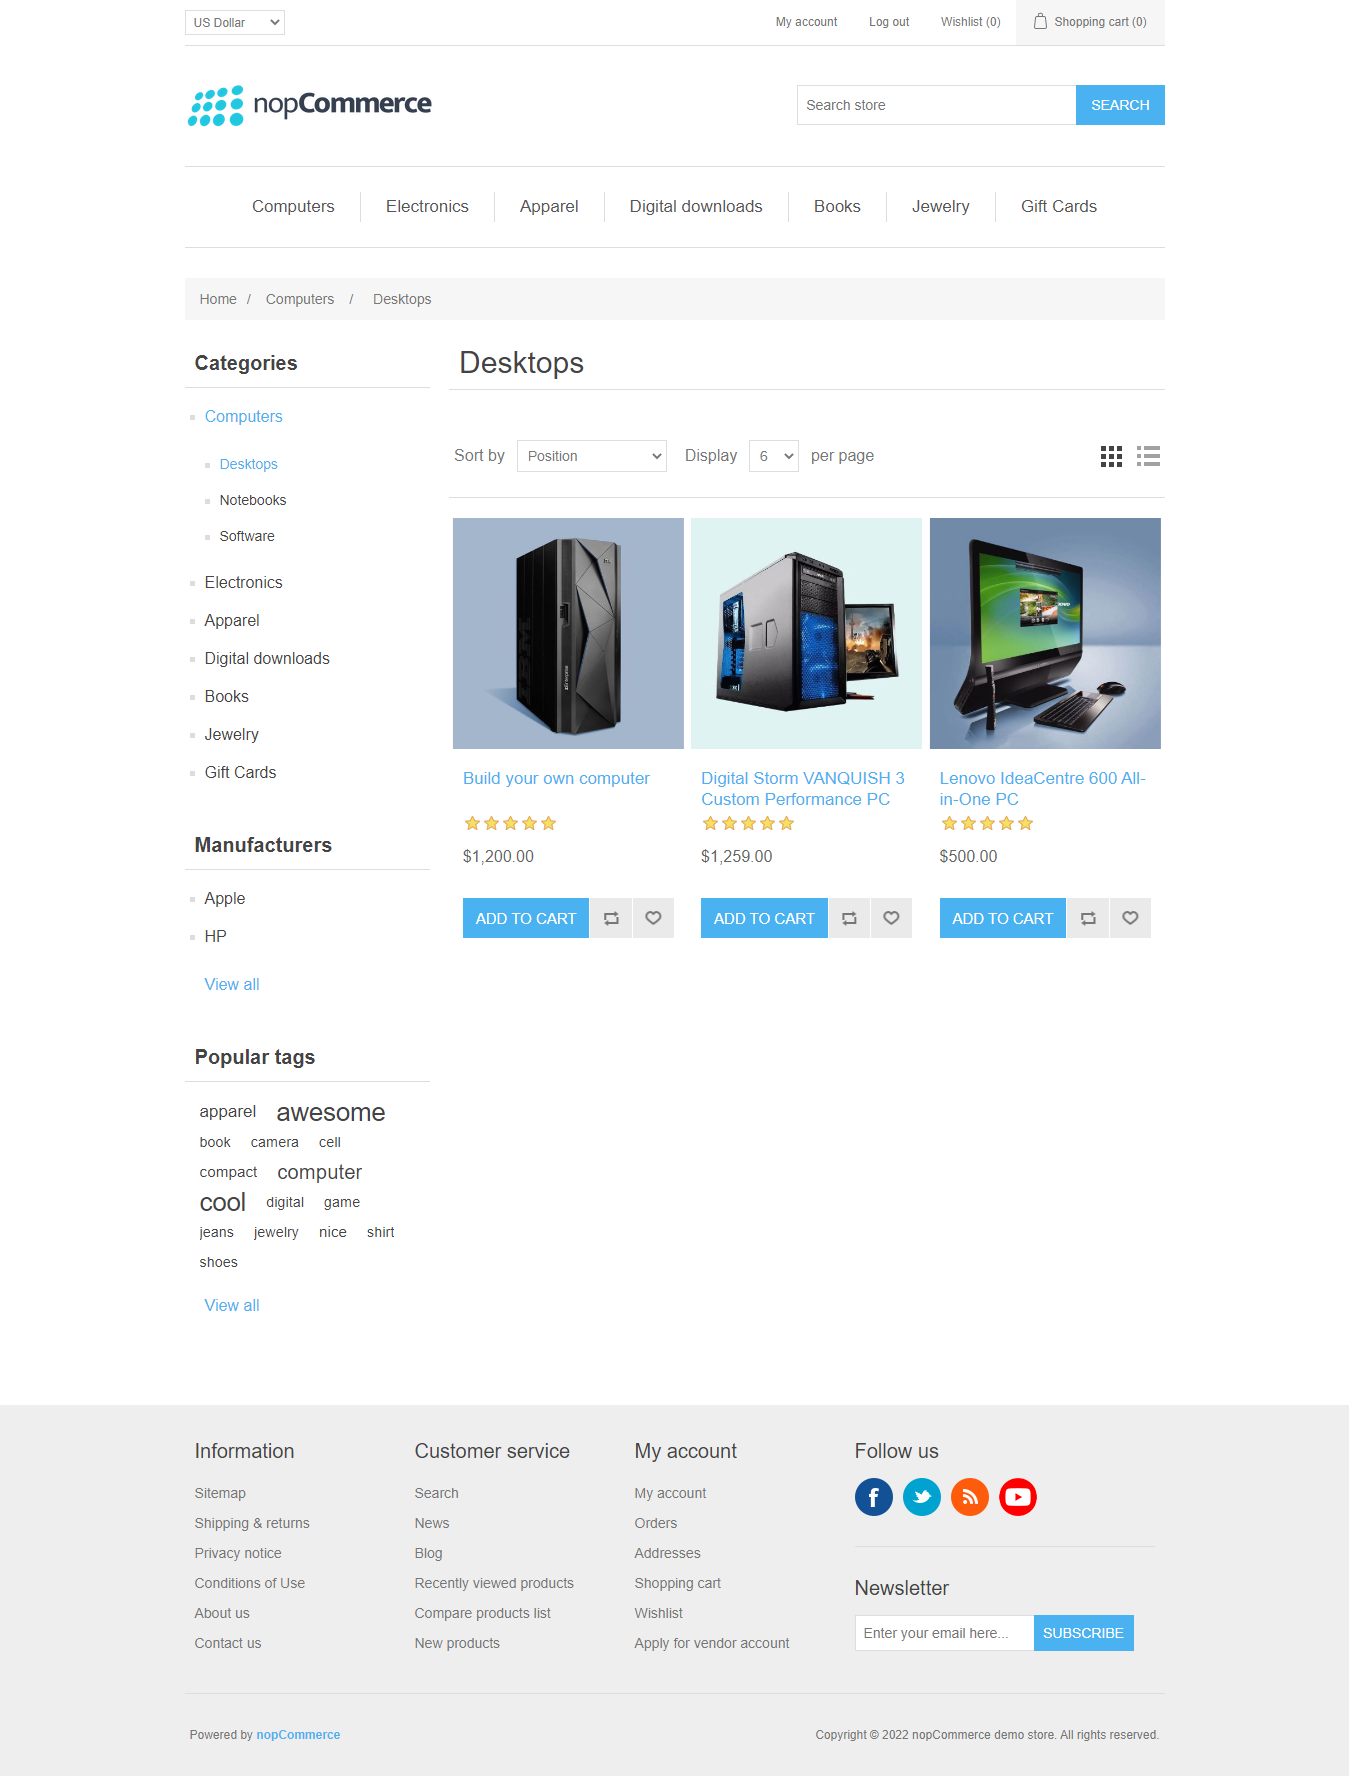 US Dollar
My account
Log out
Wishlist (0)
Shopping cart (0)
nopCommerce
Search store
SEARCH
Computers
Electronics
Apparel
Digital downloads
Books
Jewelry
Gift Cards
Home / Computers / Desktops
Categories
Computers
Desktops
Notebooks
Software
Electronics
Apparel
Digital downloads
Books
Jewelry
Gift Cards
Manufacturers
Apple
HP
View all
Popular tags
apparel awesome
book camera cell
compact computer
cool digital game
jeans jewelry nice shirt
shoes
View all
Desktops
Sort by Position Display 6 per page
Build your own computer
$1,200.00
ADD TO CART
Digital Storm VANQUISH 3
Custom Performance PC
$1,259.00
ADD TO CART
Lenovo IdeaCentre 600 All-
in-One PC
$500.00
ADD TO CART
Information
Sitemap
Shipping & returns
Privacy notice
Conditions of Use
About us
Contact us
Customer service
Search
News
Blog
Recently viewed products
Compare products list
New products
My account
My account
Orders
Addresses
Shopping cart
Wishlist
Apply for vendor account
Follow us
Newsletter
Enter your email here...
SUBSCRIBE
Powered by nopCommerce
Copyright © 2022 nopCommerce demo store. All rights reserved.